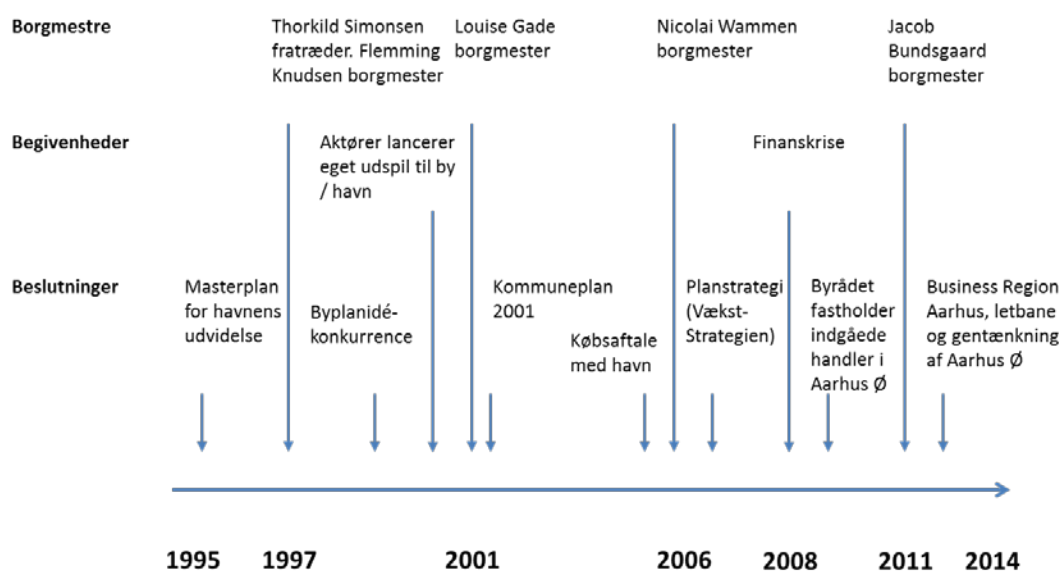 Borgmestre
Thorkild Simonsen
fratræder. Flemming
Knudsen borgmester
Louise Gade
borgmester
Nicolai Wammen
borgmester
Jacob
Bundsgaard
borgmester
Begivenheder
Aktører lancerer
eget udspil til by
/ havn
Finanskrise
Beslutninger
Masterplan
for havnens
udvidelse
Byplanidé-
konkurrence
Kommuneplan
2001
Købsaftale
med havn
Planstrategi
(Vækst-
Strategien)
Byrådet
fastholder
indgåede
handler i
Aarhus Ø
Business Region
Aarhus, letbane
og gentænkning
af Aarhus Ø
1995 1997 2001 2006 2008 2011 2014